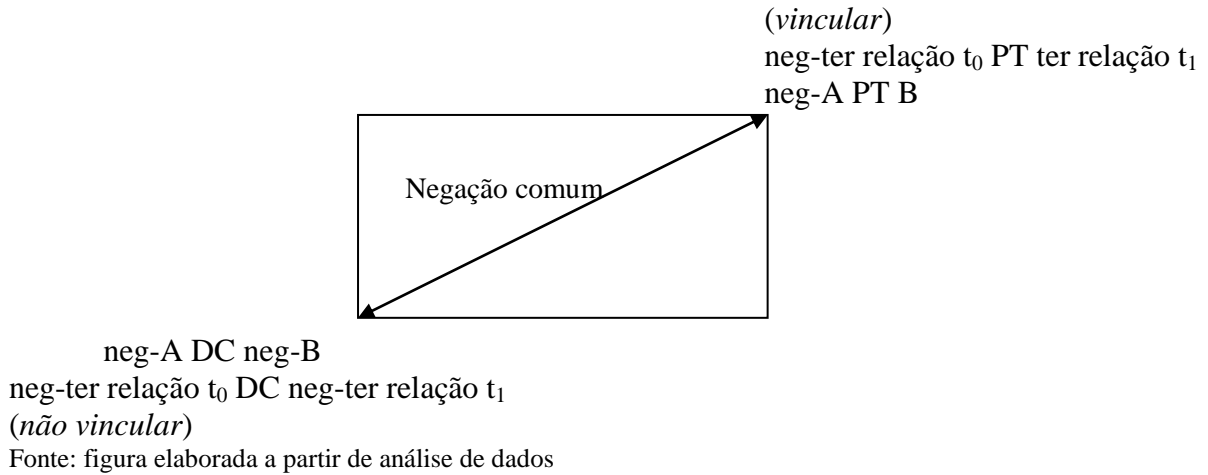 (vincular)
neg-ter relação t₀ PT ter relação t₁
neg-A PT B
Negação comum
neg-A DC neg-B
neg-ter relação t₀ DC neg-ter relação t₁
(não vincular)
Fonte: figura elaborada a partir de análise de dados